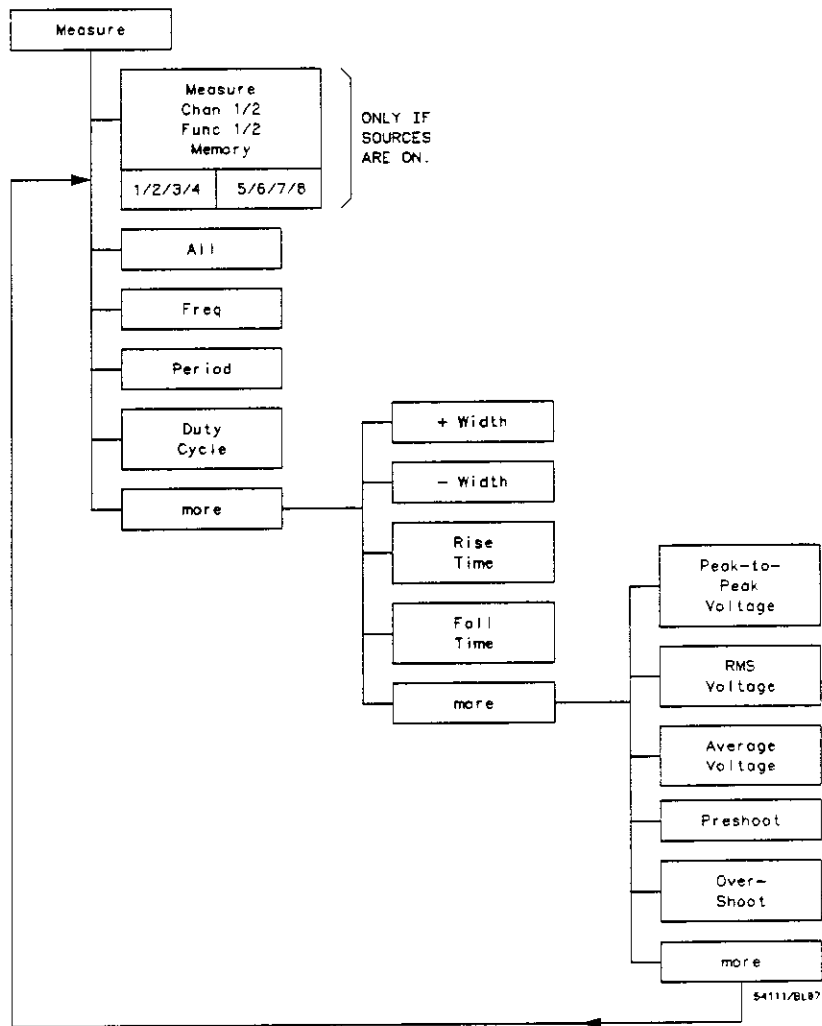 Measure
Measure
Chan 1/2
Func 1/2
Memory
1/2/3/4
5/6/7/8
ONLY IF
SOURCES
ARE ON.
All
Freq
Period
Duty
Cycle
more
+ Width
- Width
Rise
Time
Fall
Time
more
Peak-to-
Peak
Voltage
RMS
Voltage
Average
Voltage
Preshoot
Over-
Shoot
more
54111/BL87